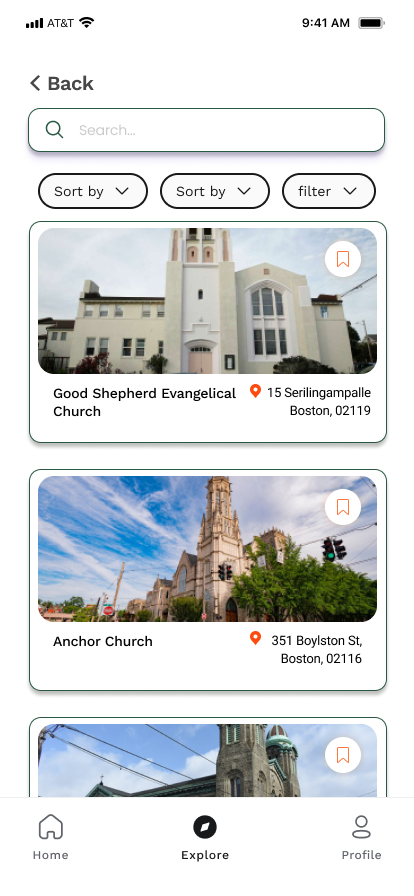 AT&T 9:41 AM
Back
Search...
Sort by Sort by filter
Good Shepherd Evangelical
Church
15 Serilingampalle
Boston, 02119
Anchor Church
351 Boylston St,
Boston, 02116
Home Explore Profile